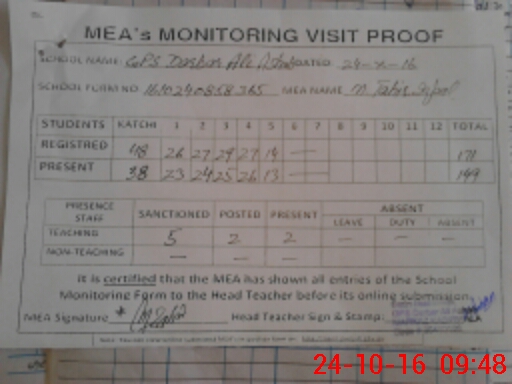 MEA's MONITORING VISIT PROOF
SCHOOL NAME: GPS DATED 24-X-16
SCHOOL FORM NO. MEA NAME M. Tahir
STUDENTS KATCHI 1 2 3 4 5 6 7 8 9 10 11 12 TOTAL
REGISTRED 48 26 27 29 27 14 — 171
PRESENT 38 23 24 25 26 13 — 149
PRESENCE STAFF SANCTIONED POSTED PRESENT ABSENT
LEAVE DUTY ABSENT
TEACHING 5 2 2 — — —
NON-TEACHING — — —
It is certified that the MEA has shown all entries of the School
Monitoring Form to the Head Teacher before its online submission.
MEA Signature Head Teacher Sign & Stamp:
24-10-16 09:48